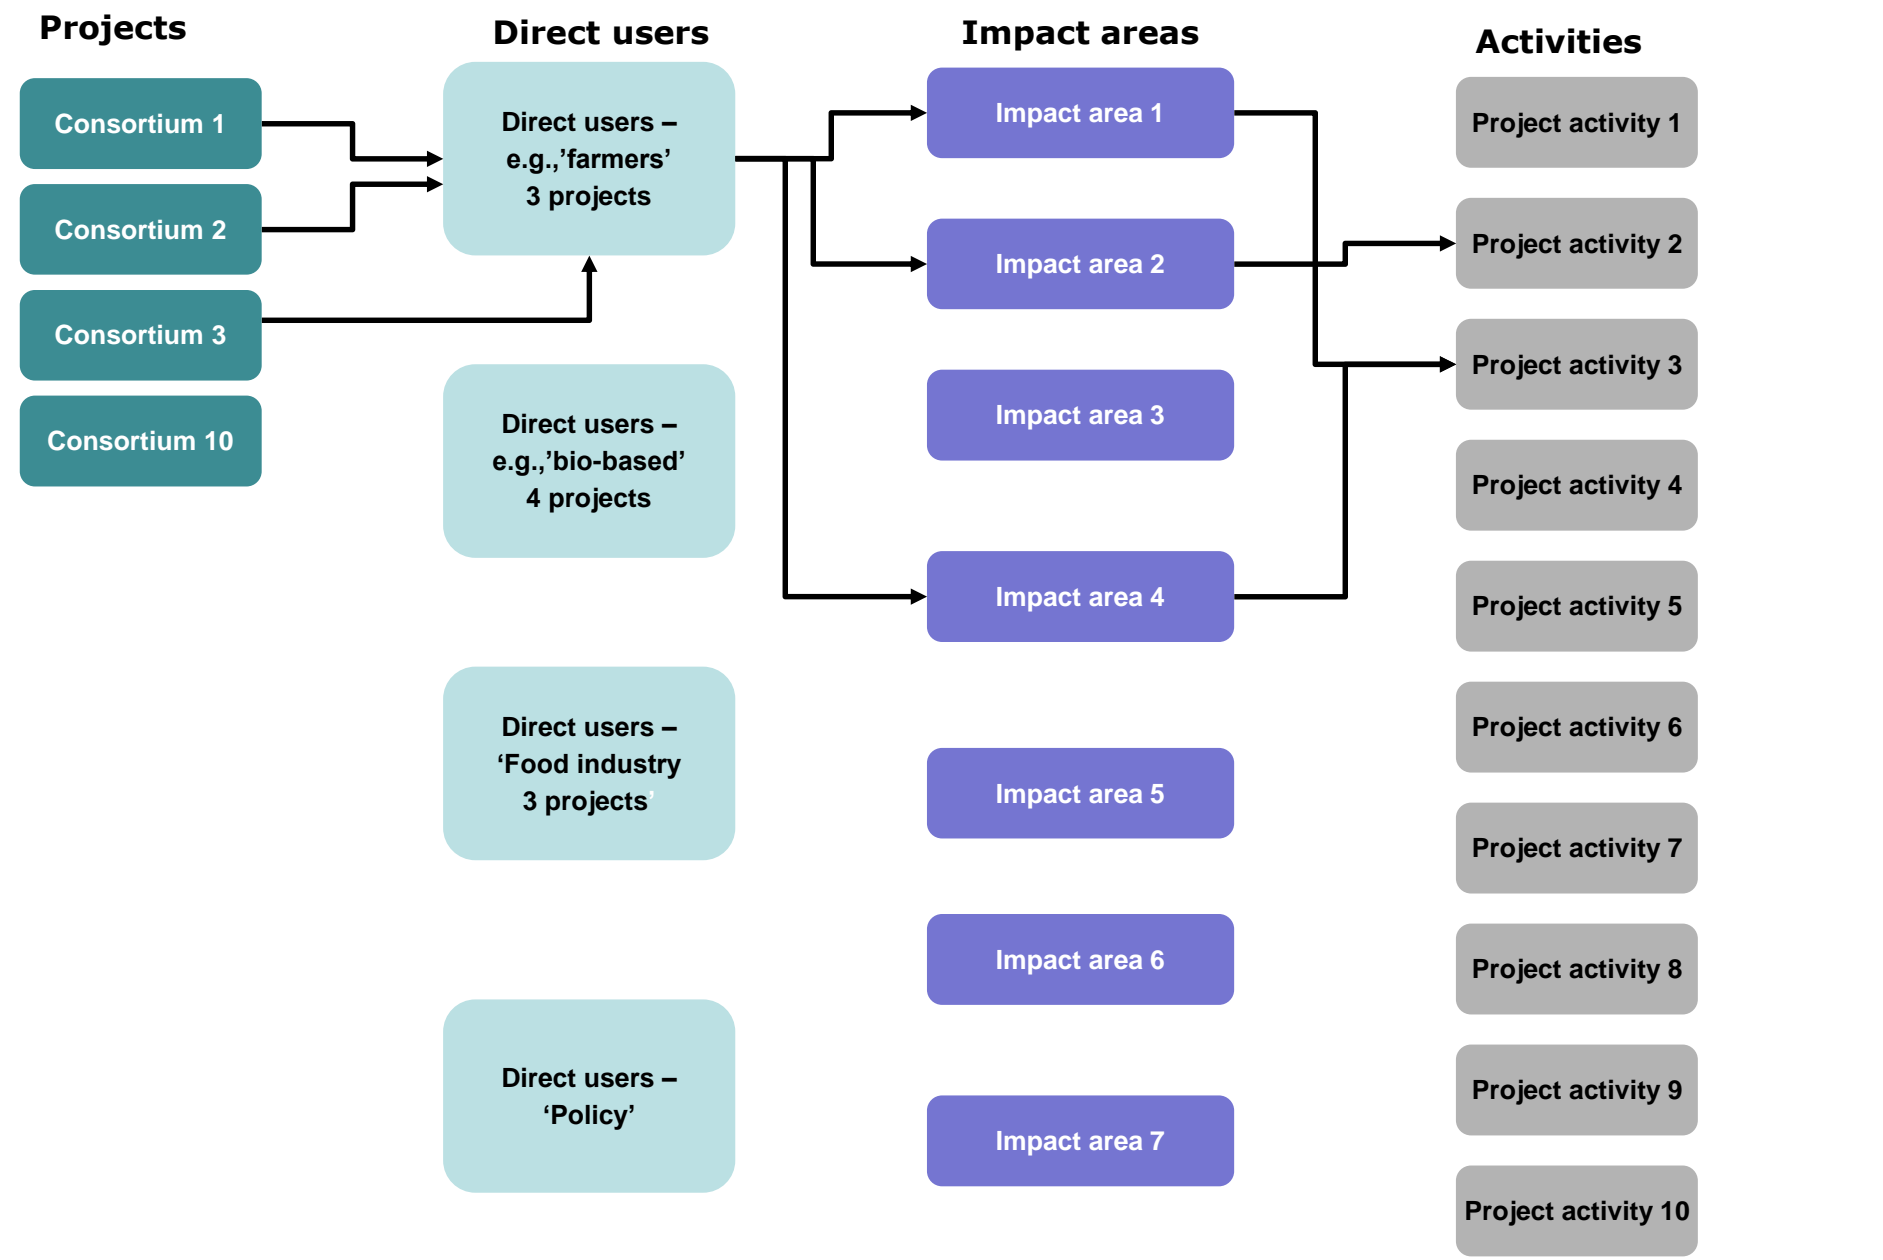 Projects
Consortium 1
Consortium 2
Consortium 3
Consortium 10
Direct users
Direct users –
e.g.,’farmers’
3 projects
Direct users –
e.g.,’bio-based’
4 projects
Direct users –
‘Food industry
3 projects’
Direct users –
‘Policy’
Impact areas
Impact area 1
Impact area 2
Impact area 3
Impact area 4
Impact area 5
Impact area 6
Impact area 7
Activities
Project activity 1
Project activity 2
Project activity 3
Project activity 4
Project activity 5
Project activity 6
Project activity 7
Project activity 8
Project activity 9
Project activity 10